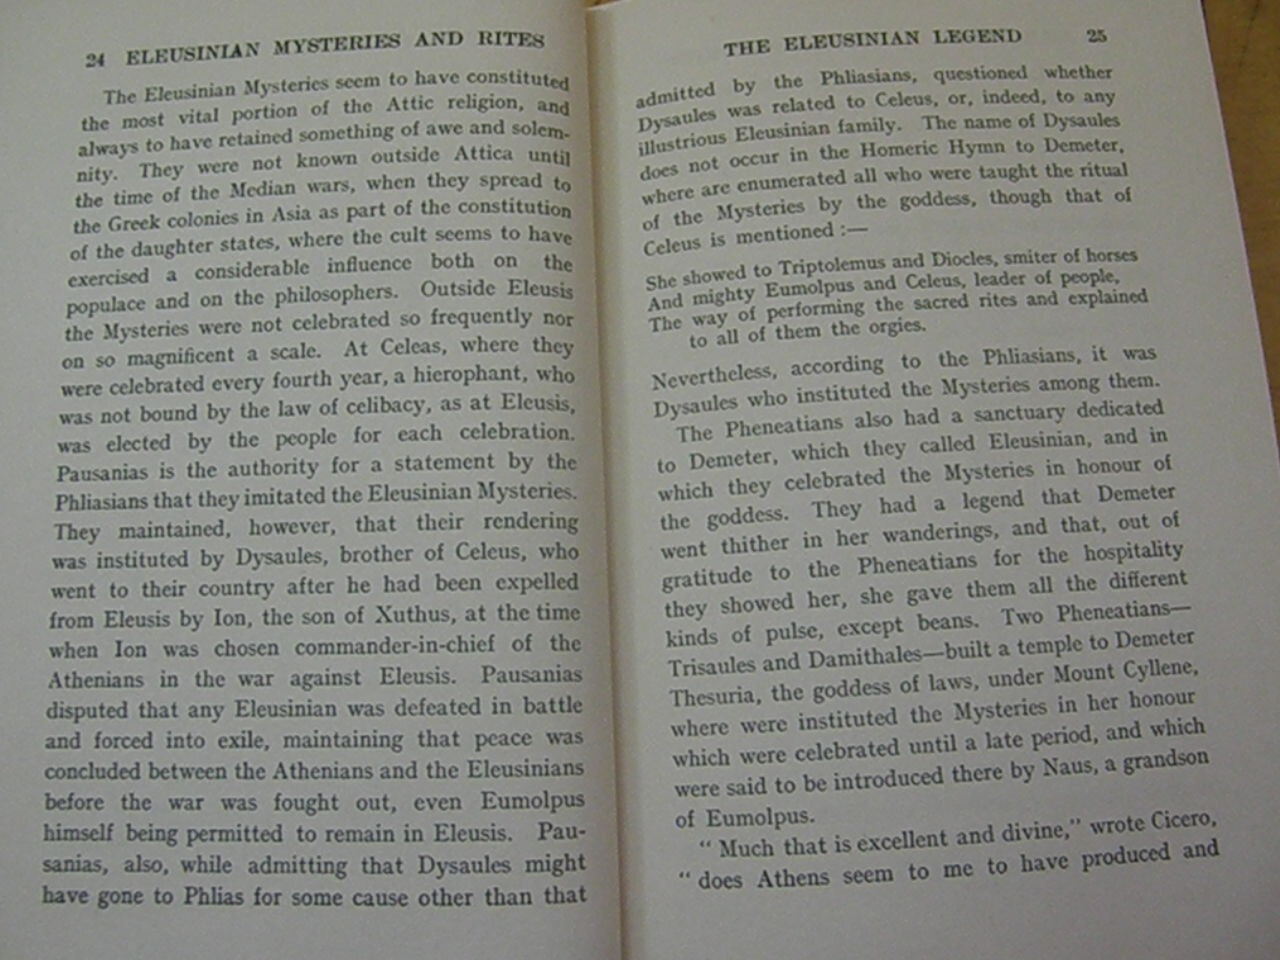 24 ELEUSINIAN MYSTERIES AND RITES
The Eleusinian Mysteries seem to have constituted
the most vital portion of the Attic religion, and
always to have retained something of awe and solem-
nity. They were not known outside Attica until
the time of the Median wars, when they spread to
the Greek colonies in Asia as part of the constitution
of the daughter states, where the cult seems to have
exercised a considerable influence both on the
populace and on the philosophers. Outside Eleusis
the Mysteries were not celebrated so frequently nor
on so magnificent a scale. At Celeas, where they
were celebrated every fourth year, a hierophant, who
was not bound by the law of celibacy, as at Eleusis,
was elected by the people for each celebration.
Pausanias is the authority for a statement by the
Phliasians that they imitated the Eleusinian Mysteries.
They maintained, however, that their rendering
was instituted by Dysaules, brother of Celeus, who
went to their country after he had been expelled
from Eleusis by Ion, the son of Xuthus, at the time
when Ion was chosen commander-in-chief of the
Athenians in the war against Eleusis. Pausanias
disputed that any Eleusinian was defeated in battle
and forced into exile, maintaining that peace was
concluded between the Athenians and the Eleusinians
before the war was fought out, even Eumolpus
himself being permitted to remain in Eleusis. Pau-
sanias, also, while admitting that Dysaules might
have gone to Phlias for some cause other than that
THE ELEUSINIAN LEGEND 25
admitted by the Phliasians, questioned whether
Dysaules was related to Celeus, or, indeed, to any
illustrious Eleusinian family. The name of Dysaules
does not occur in the Homeric Hymn to Demeter,
where are enumerated all who were taught the ritual
of the Mysteries by the goddess, though that of
Celeus is mentioned :—
She showed to Triptolemus and Diocles, smiter of horses
And mighty Eumolpus and Celeus, leader of people,
The way of performing the sacred rites and explained
to all of them the orgies.
Nevertheless, according to the Phliasians, it was
Dysaules who instituted the Mysteries among them.
The Pheneatians also had a sanctuary dedicated
to Demeter, which they called Eleusinian, and in
which they celebrated the Mysteries in honour of
the goddess. They had a legend that Demeter
went thither in her wanderings, and that, out of
gratitude to the Pheneatians for the hospitality
they showed her, she gave them all the different
kinds of pulse, except beans. Two Pheneatians—
Trisaules and Damithales—built a temple to Demeter
Thesuria, the goddess of laws, under Mount Cyllene,
where were instituted the Mysteries in her honour
which were celebrated until a late period, and which
were said to be introduced there by Naus, a grandson
of Eumolpus.
“ Much that is excellent and divine,” wrote Cicero,
“ does Athens seem to me to have produced and